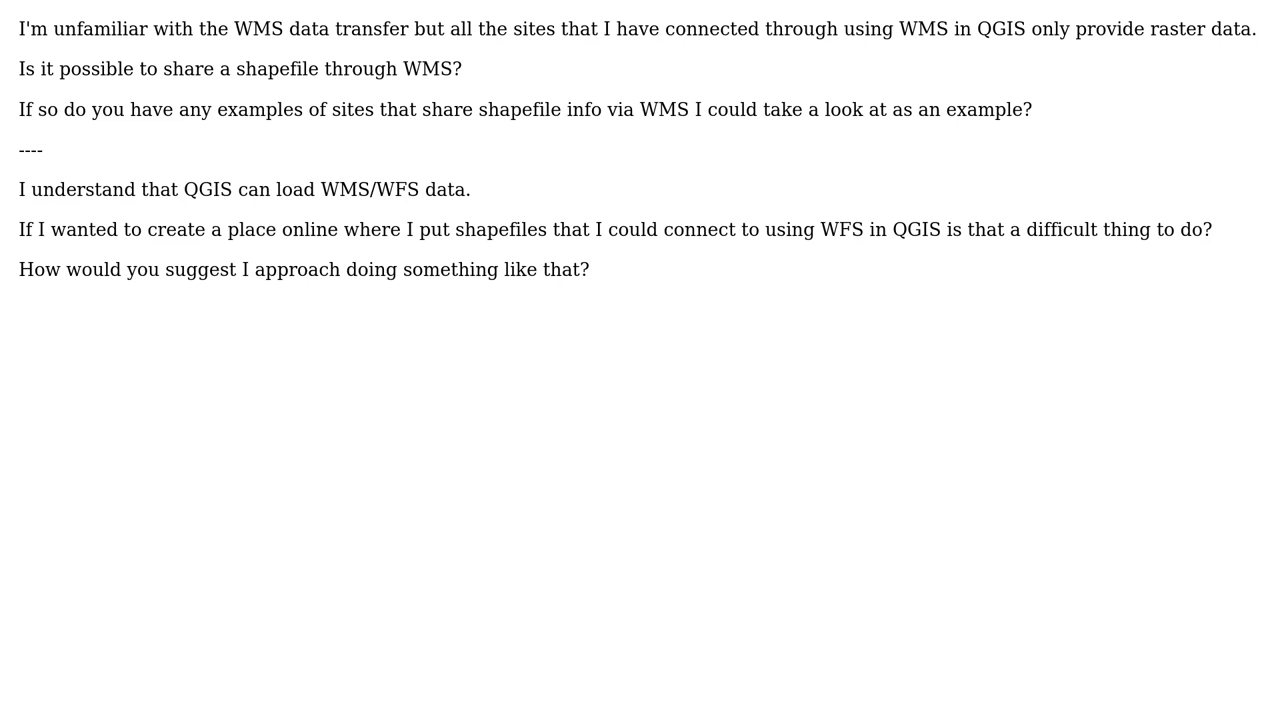 I'm unfamiliar with the WMS data transfer but all the sites that I have connected through using WMS in QGIS only provide raster data.
Is it possible to share a shapefile through WMS?
If so do you have any examples of sites that share shapefile info via WMS I could take a look at as an example?
----
I understand that QGIS can load WMS/WFS data.
If I wanted to create a place online where I put shapefiles that I could connect to using WFS in QGIS is that a difficult thing to do?
How would you suggest I approach doing something like that?